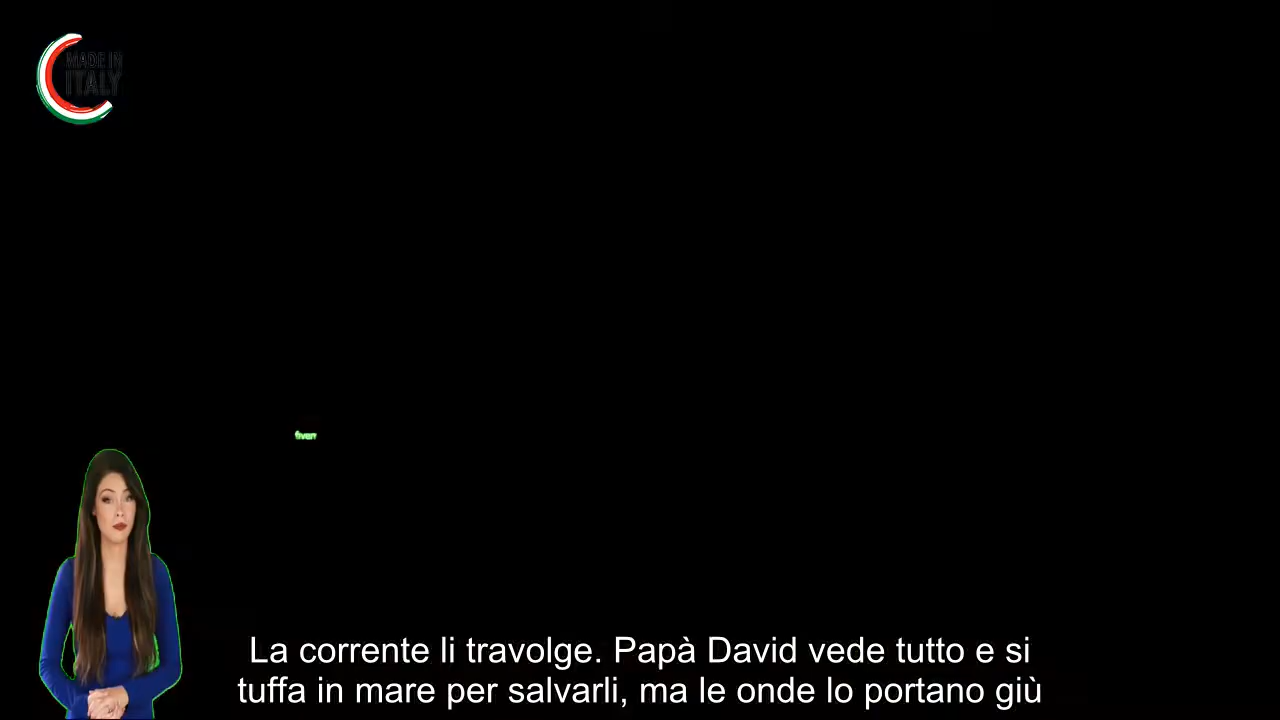 MADE IN
ITALY
fiverr
La corrente li travolge. Papà David vede tutto e si
tuffa in mare per salvarli, ma le onde lo portano giù